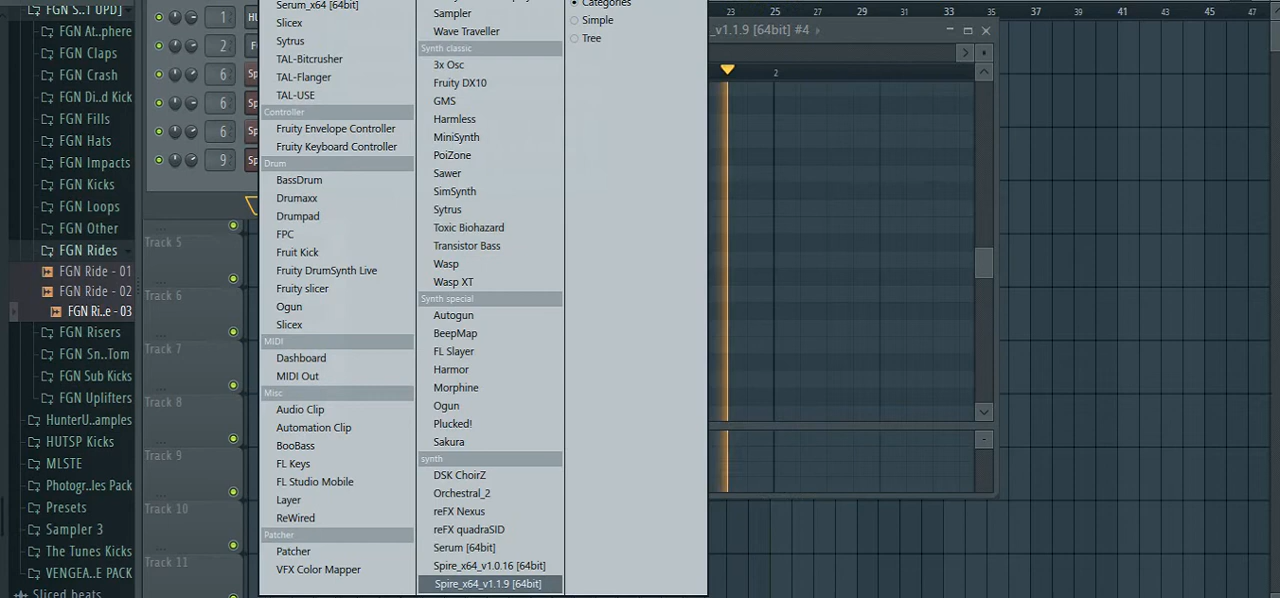 S... ST... UPD]
FGN At..phere
FGN Claps
FGN Crash
FGN Di..d Kick
FGN Fills
FGN Hats
FGN Impacts
FGN Kicks
FGN Loops
FGN Other
FGN Rides
FGN Ride - 01
FGN Ride - 02
FGN Ri..e - 03
FGN Risers
FGN Sn..Tom
FGN Sub Kicks
FGN Uplifters
HunterU..amples
HUTSP Kicks
MLSTE
Photogr..les Pack
Presets
Sampler 3
The Tunes Kicks
VENGEA..E PACK
Sliced beats
1
2
6
6
6
9
Sp
Sp
Sp
Sp
Track 5
Track 6
Track 7
Track 8
Track 9
Track 10
Track 11
Serum_x64 [64bit]
Slicex
Sytrus
TAL-Bitcrusher
TAL-Flanger
TAL-USE
Controller
Fruity Envelope Controller
Fruity Keyboard Controller
Drum
BassDrum
Drumaxx
Drumpad
FPC
Fruit Kick
Fruity DrumSynth Live
Fruity slicer
Ogun
Slicex
MIDI
Dashboard
MIDI Out
Misc
Audio Clip
Automation Clip
BooBass
FL Keys
FL Studio Mobile
Layer
ReWired
Patcher
Patcher
VFX Color Mapper
Sampler
Wave Traveller
Synth classic
3x Osc
Fruity DX10
GMS
Harmless
MiniSynth
PoiZone
Sawer
SimSynth
Sytrus
Toxic Biohazard
Transistor Bass
Wasp
Wasp XT
Synth special
Autogun
BeepMap
FL Slayer
Harmor
Morphine
Ogun
Plucked!
Sakura
synth
DSK ChoirZ
Orchestral_2
reFX Nexus
reFX quadraSID
Serum [64bit]
Spire_x64_v1.0.16 [64bit]
Spire_x64_v1.1.9 [64bit]
Categories
Simple
Tree
23 25 27 29 31 33 35 37 39 41 43 45 47
_v1.1.9 [64bit] #4
2